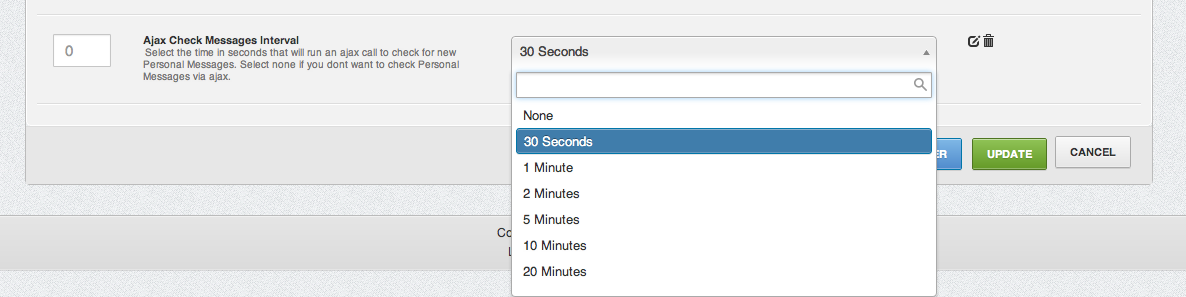 0
Ajax Check Messages Interval
Select the time in seconds that will run an ajax call to check for new
Personal Messages. Select none if you dont want to check Personal
Messages via ajax.
30 Seconds
None
30 Seconds
1 Minute
2 Minutes
5 Minutes
10 Minutes
20 Minutes
UPDATE
CANCEL